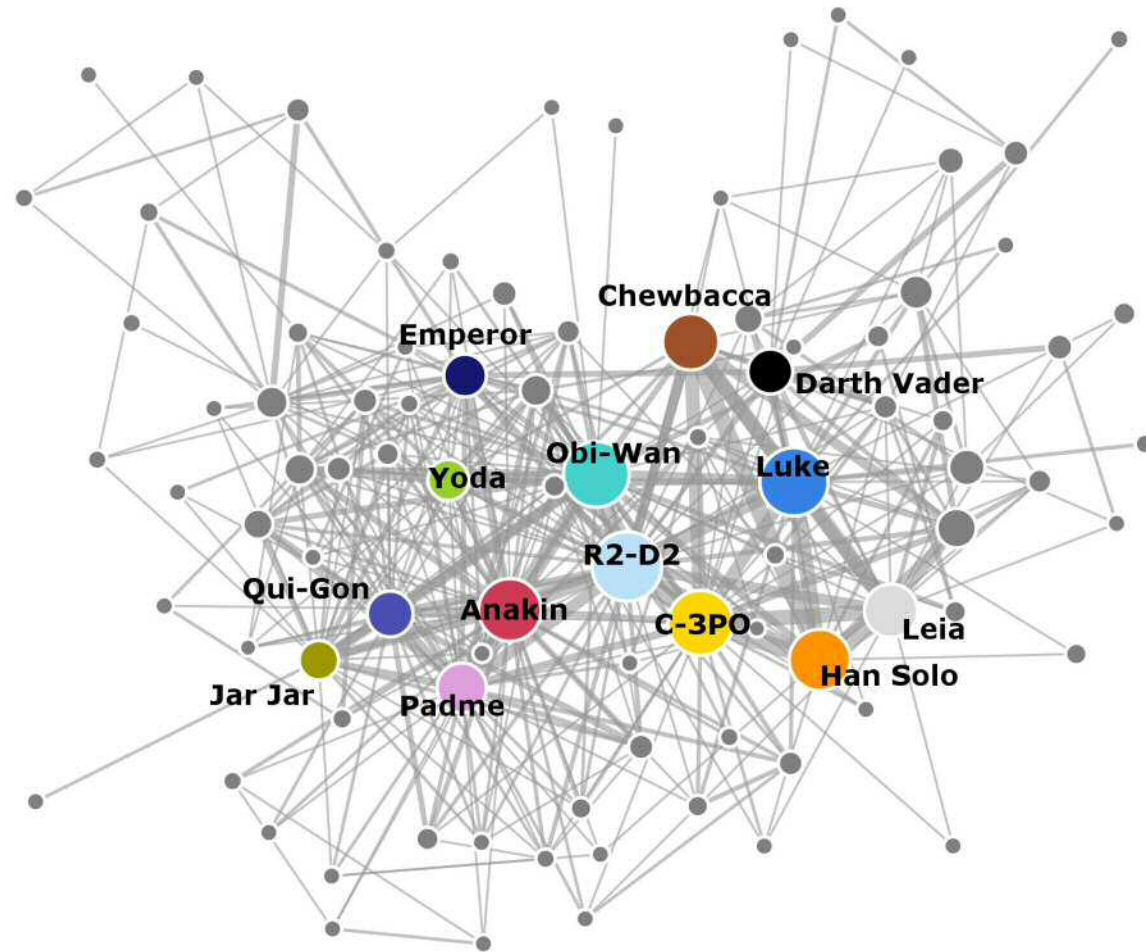 Chewbacca
Emperor
Darth Vader
Obi-Wan
Luke
Yoda
R2-D2
Qui-Gon
Anakin
C-3PO
Leia
Han Solo
Jar Jar
Padme